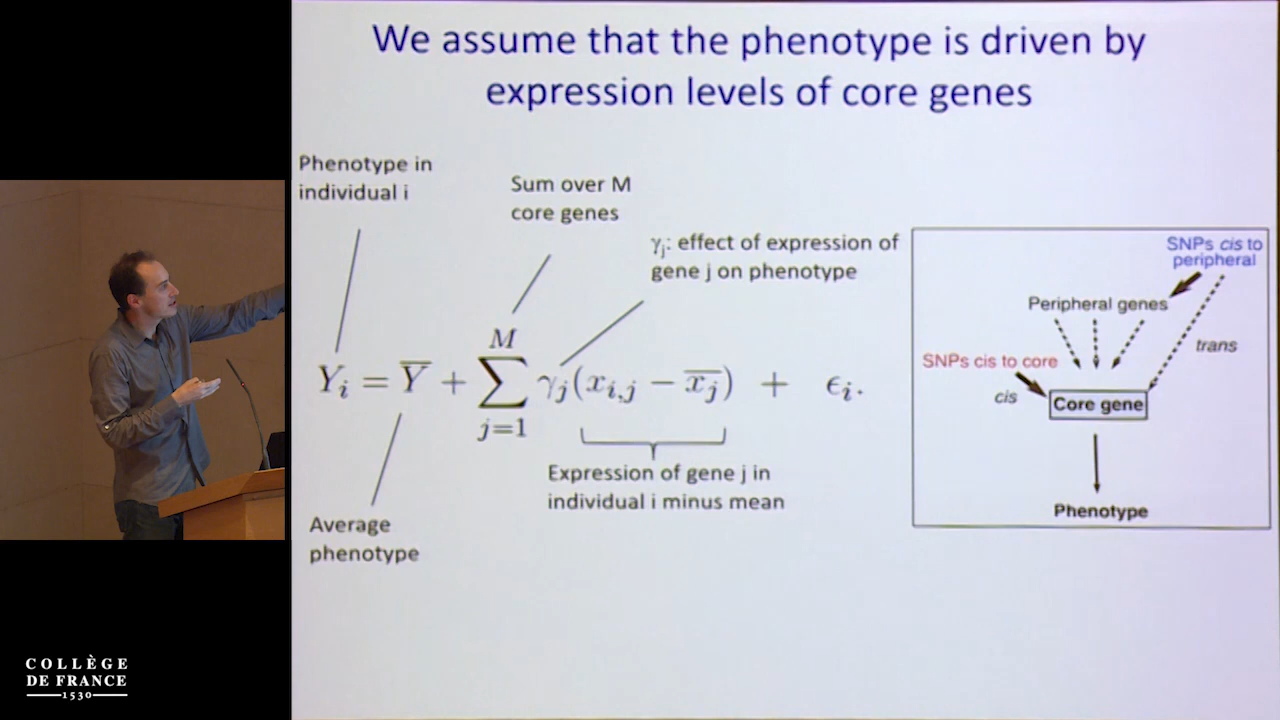 We assume that the phenotype is driven by
expression levels of core genes
Phenotype in
individual i
Sum over M
core genes
γj: effect of expression of
gene j on phenotype
Yi = Y̅ + ∑ γj(xi,j − x̅j) + ϵi.
M
j=1
Expression of gene j in
individual i minus mean
Average
phenotype
SNPs cis to
peripheral
Peripheral genes
trans
SNPs cis to core
cis
Core gene
Phenotype
COLLÈGE
DE FRANCE
1530